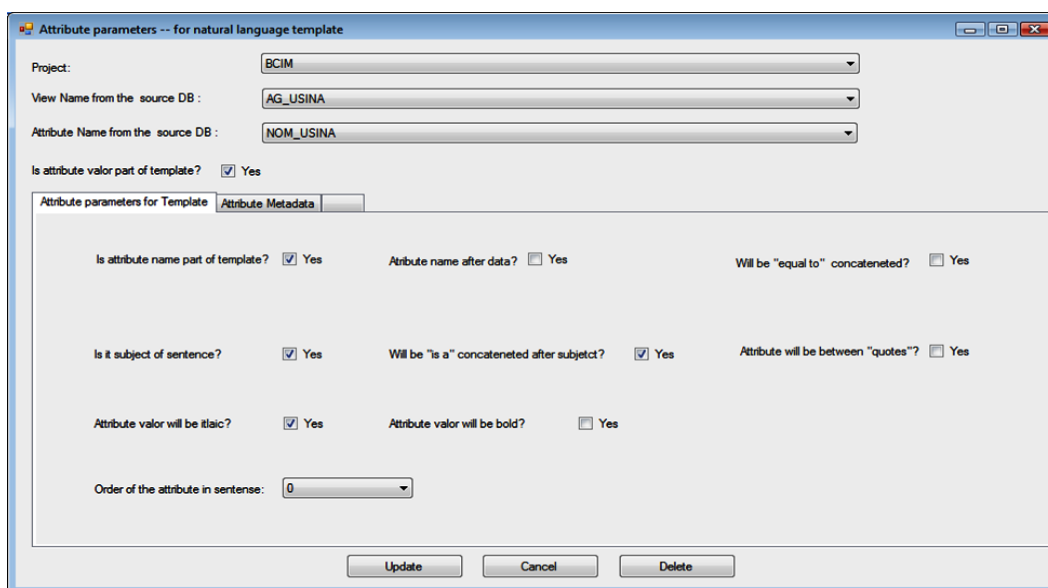 Attribute parameters -- for natural language template
Project: BCIM
View Name from the source DB : AG_USINA
Attribute Name from the source DB : NOM_USINA
Is attribute valor part of template? Yes
Attribute parameters for Template Attribute Metadata
Is attribute name part of template? Yes Atribute name after data? Yes Will be "equal to" concateneted? Yes
Is it subject of sentence? Yes Will be "is a" concateneted after subjetct? Yes Attribute will be between "quotes"? Yes
Attribute valor will be itlaic? Yes Attribute valor will be bold? Yes
Order of the attribute in sentense: 0
Update Cancel Delete